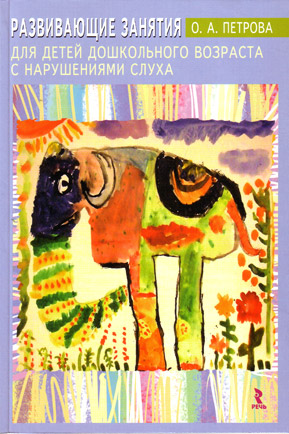 РАЗВИВАЮЩИЕ ЗАНЯТИЯ О. А. ПЕТРОВА
ДЛЯ ДЕТЕЙ ДОШКОЛЬНОГО ВОЗРАСТА
С НАРУШЕНИЯМИ СЛУХА
РЕЧЬ